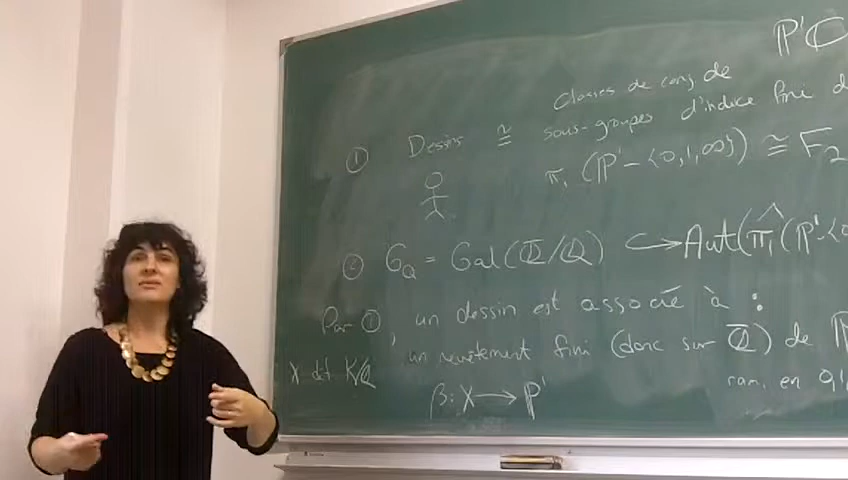 P¹C
Classes de conj de
① Dessins ≅ sous-groupes d'indice fini d
π₁(P¹-{0,1,∞}) ≅ F₂
② G_Q = Gal(Q̄/Q) ↪ Aut(π̂₁(P¹-{0
Par ①, un dessin est associé à :
un revêtement fini (donc sur Q̄) de P
X déf. K/Q
ram. en 0,1
β: X → P¹